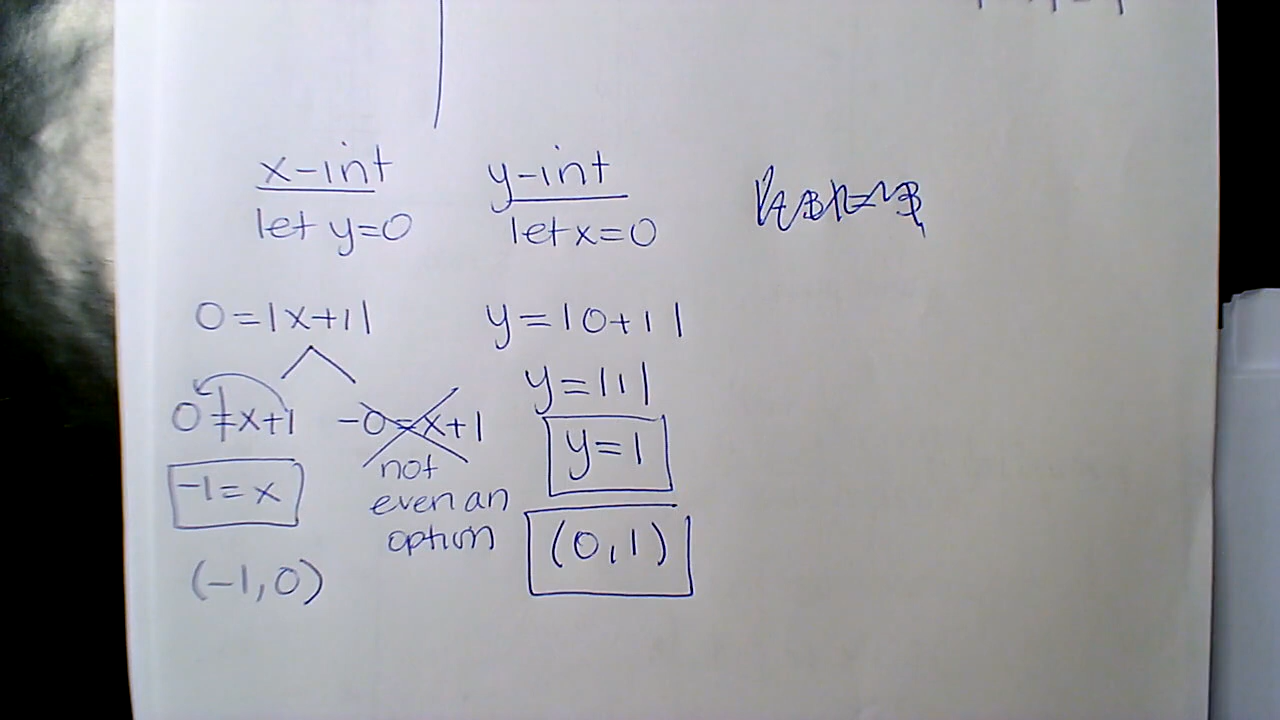 x-int
let y=0
0=|x+1|
0=x+1
-0=x+1
-1=x
not
even an
option
(-1,0)
y-int
let x=0
y=|0+1|
y=|1|
y=1
(0,1)